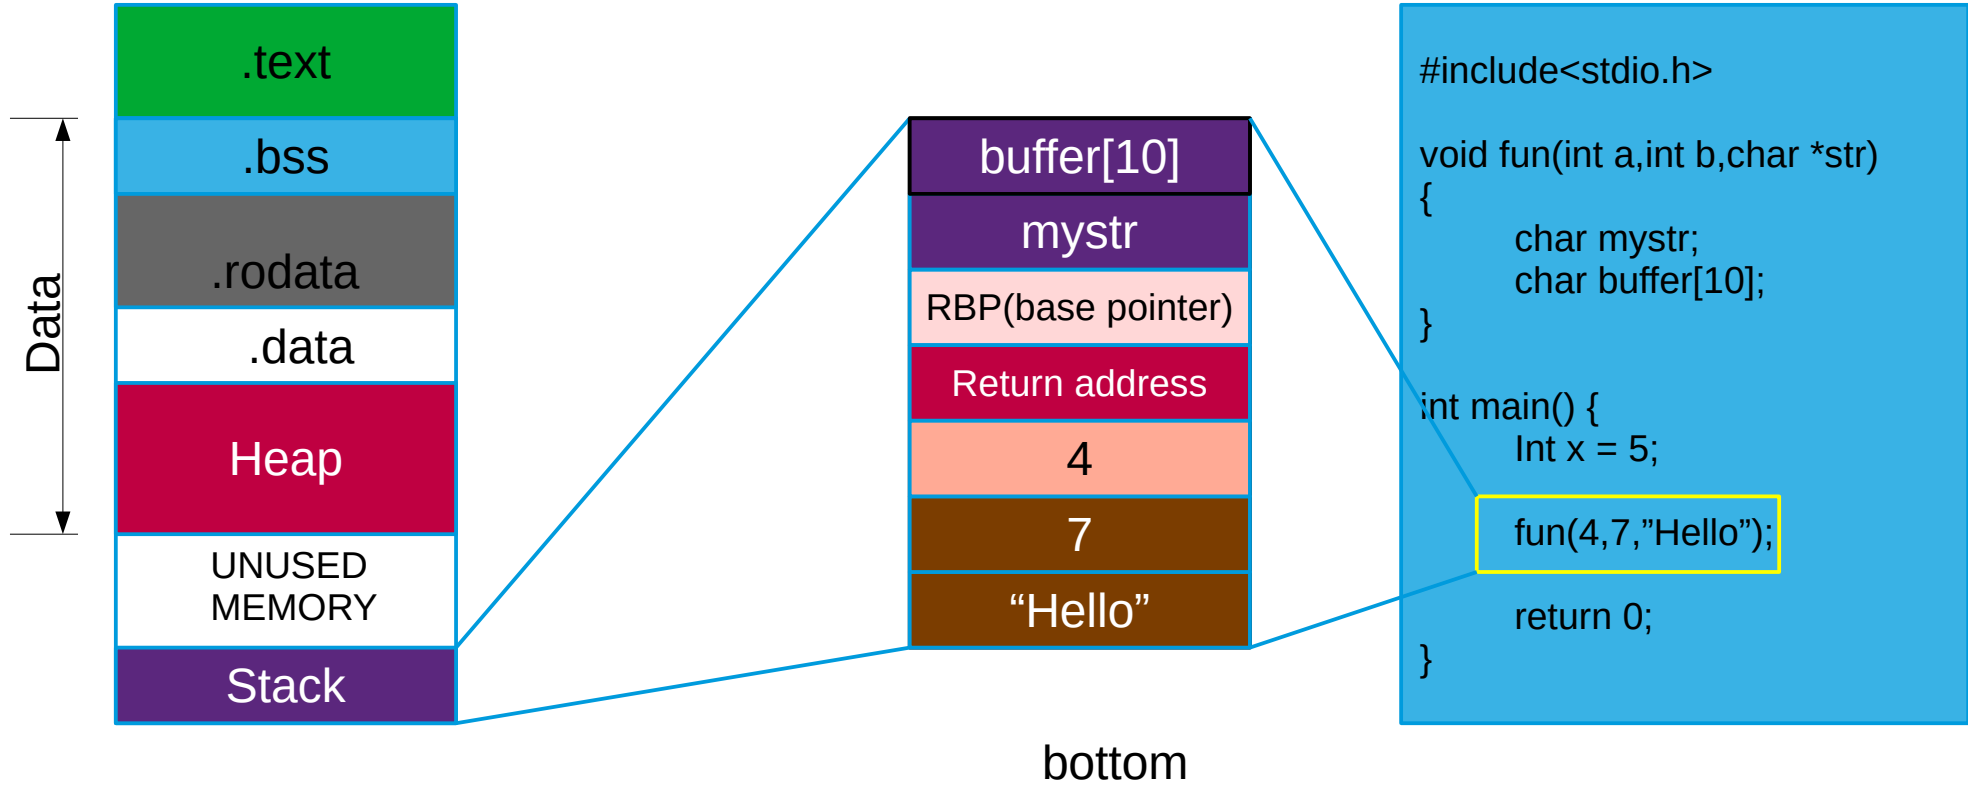 .text
.bss
.rodata
.data
Heap
UNUSED
MEMORY
Stack
Data
buffer[10]
mystr
RBP(base pointer)
Return address
4
7
“Hello”
bottom
#include<stdio.h>
void fun(int a,int b,char *str)
{
char mystr;
char buffer[10];
}
int main() {
Int x = 5;
fun(4,7,”Hello”);
return 0;
}